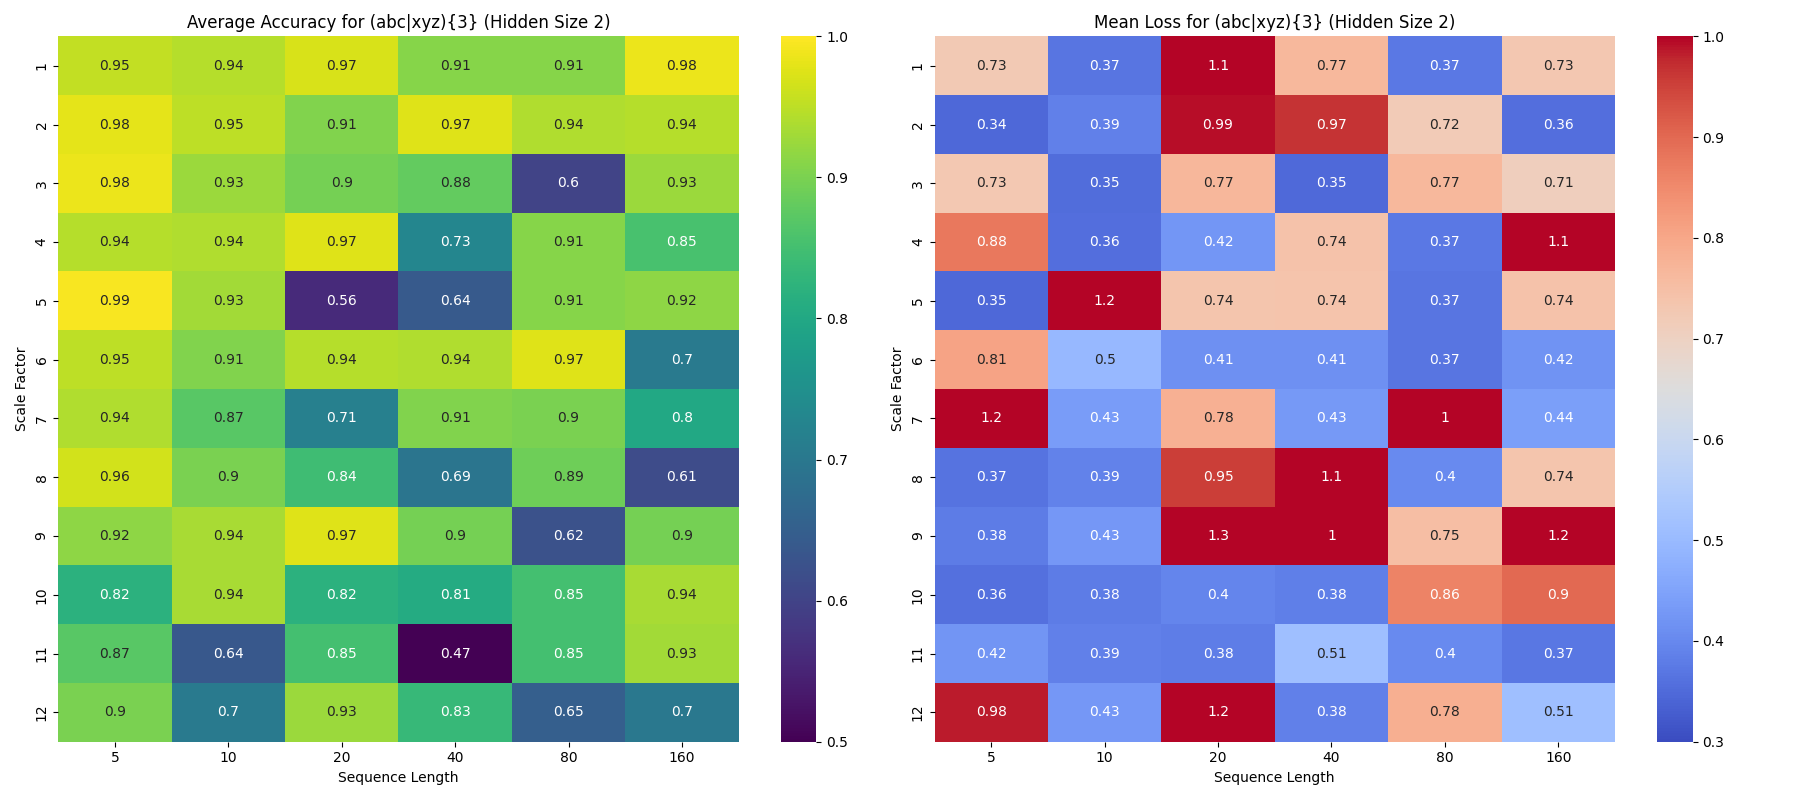 Average Accuracy for (abc|xyz){3} (Hidden Size 2)
Scale Factor
1 0.95 0.94 0.97 0.91 0.91 0.98
2 0.98 0.95 0.91 0.97 0.94 0.94
3 0.98 0.93 0.9 0.88 0.6 0.93
4 0.94 0.94 0.97 0.73 0.91 0.85
5 0.99 0.93 0.56 0.64 0.91 0.92
6 0.95 0.91 0.94 0.94 0.97 0.7
7 0.94 0.87 0.71 0.91 0.9 0.8
8 0.96 0.9 0.84 0.69 0.89 0.61
9 0.92 0.94 0.97 0.9 0.62 0.9
10 0.82 0.94 0.82 0.81 0.85 0.94
11 0.87 0.64 0.85 0.47 0.85 0.93
12 0.9 0.7 0.93 0.83 0.65 0.7
5 10 20 40 80 160
Sequence Length
1.0
0.9
0.8
0.7
0.6
0.5
Mean Loss for (abc|xyz){3} (Hidden Size 2)
Scale Factor
1 0.73 0.37 1.1 0.77 0.37 0.73
2 0.34 0.39 0.99 0.97 0.72 0.36
3 0.73 0.35 0.77 0.35 0.77 0.71
4 0.88 0.36 0.42 0.74 0.37 1.1
5 0.35 1.2 0.74 0.74 0.37 0.74
6 0.81 0.5 0.41 0.41 0.37 0.42
7 1.2 0.43 0.78 0.43 1 0.44
8 0.37 0.39 0.95 1.1 0.4 0.74
9 0.38 0.43 1.3 1 0.75 1.2
10 0.36 0.38 0.4 0.38 0.86 0.9
11 0.42 0.39 0.38 0.51 0.4 0.37
12 0.98 0.43 1.2 0.38 0.78 0.51
5 10 20 40 80 160
Sequence Length
1.0
0.9
0.8
0.7
0.6
0.5
0.4
0.3